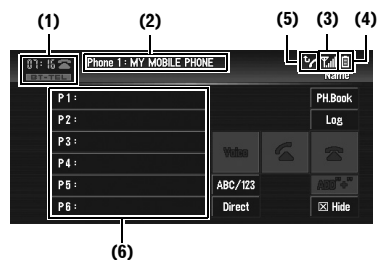 (1) (2) (5) (3) (4)
07:16
BT-TEL
Phone 1 : MY MOBILE PHONE
Name
P1 : PH.Book
P2 : Log
P3 :
Voice
P4 :
P5 : ABC/123
P6 : Direct Hide
(6)